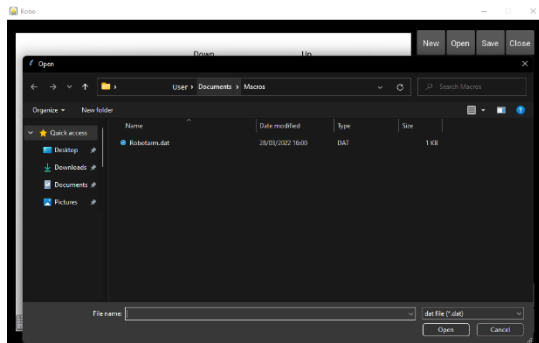 Robo
New Open Save Close
Down Up
Open
User › Documents › Macros
Search Macros
Organize New folder
Name Date modified Type Size
Quick access
Robotarm.dat 28/03/2022 16:00 DAT 1 KB
Desktop
Downloads
Documents
Pictures
File name:
dat file (*.dat)
Open Cancel